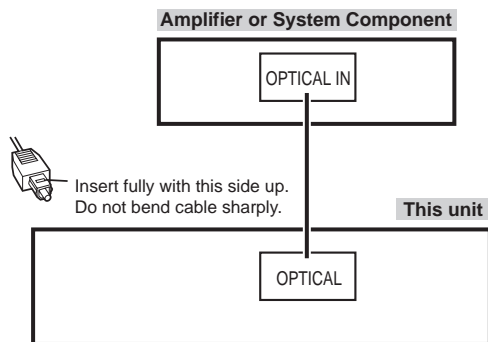 Amplifier or System Component
OPTICAL IN
Insert fully with this side up.
Do not bend cable sharply.
This unit
OPTICAL